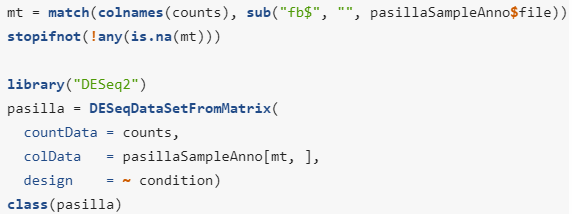 mt = match(colnames(counts), sub("fb$", "", pasillaSampleAnno$file))
stopifnot(!any(is.na(mt)))

library("DESeq2")
pasilla = DESeqDataSetFromMatrix(
  countData = counts,
  colData   = pasillaSampleAnno[mt, ],
  design    = ~ condition)
class(pasilla)